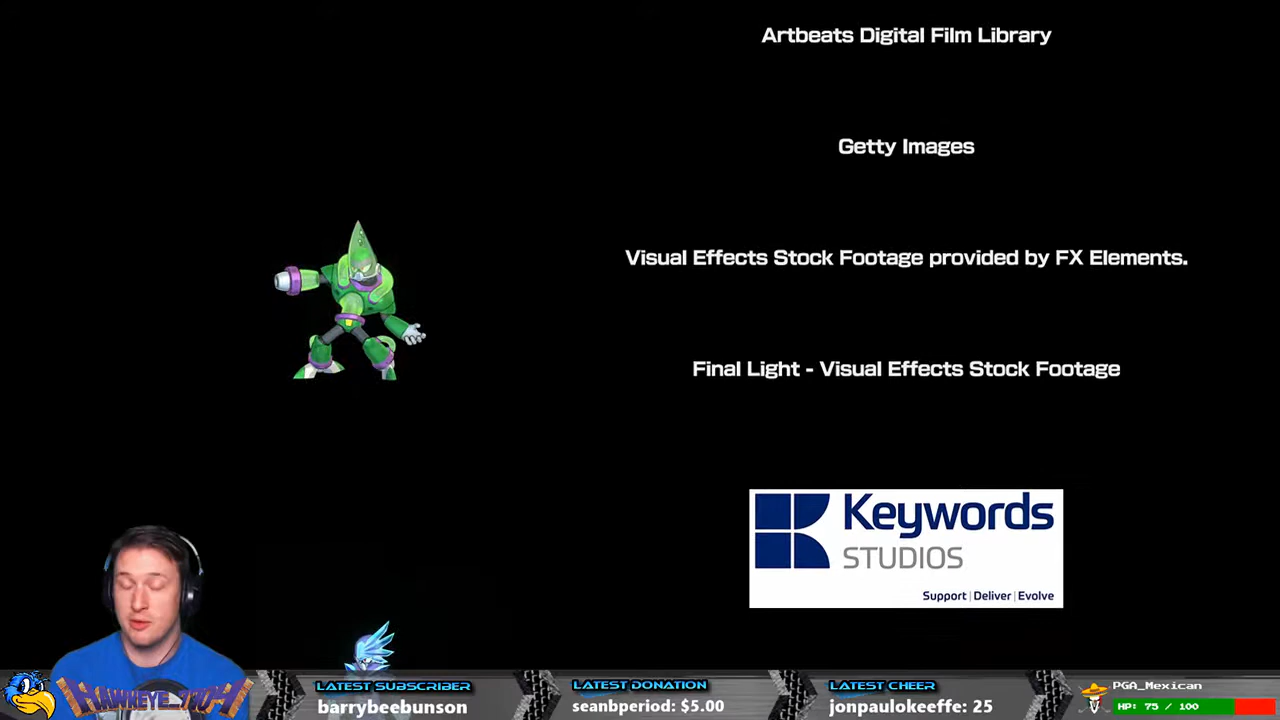 Artbeats Digital Film Library
Getty Images
Visual Effects Stock Footage provided by FX Elements.
Final Light - Visual Effects Stock Footage
Keywords
STUDIOS
Support | Deliver | Evolve
HAWKEYE_1704
LATEST SUBSCRIBER
barrybeebunson
LATEST DONATION
seanbperiod: $5.00
LATEST CHEER
jonpaulokeeffe: 25
PGA_Mexican
HP: 75 / 100